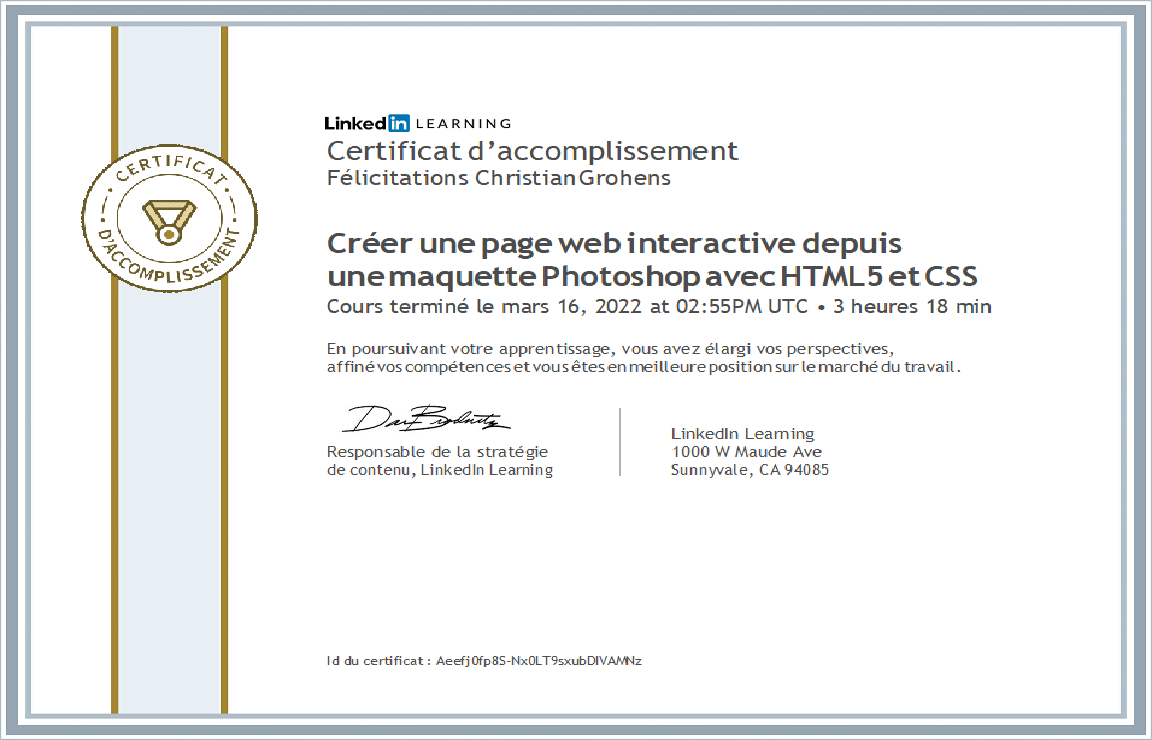 CERTIFICAT
D'ACCOMPLISSEMENT
Linkedin LEARNING
Certificat d’accomplissement
Félicitations Christian Grohens
Créer une page web interactive depuis
une maquette Photoshop avec HTML5 et CSS
Cours terminé le mars 16, 2022 at 02:55PM UTC • 3 heures 18 min
En poursuivant votre apprentissage, vous avez élargi vos perspectives,
affiné vos compétences et vous êtes en meilleure position sur le marché du travail.
Responsable de la stratégie
de contenu, LinkedIn Learning
LinkedIn Learning
1000 W Maude Ave
Sunnyvale, CA 94085
Id du certificat : Aeefj0fp8S-Nx0LT9sxubDIVAMNz